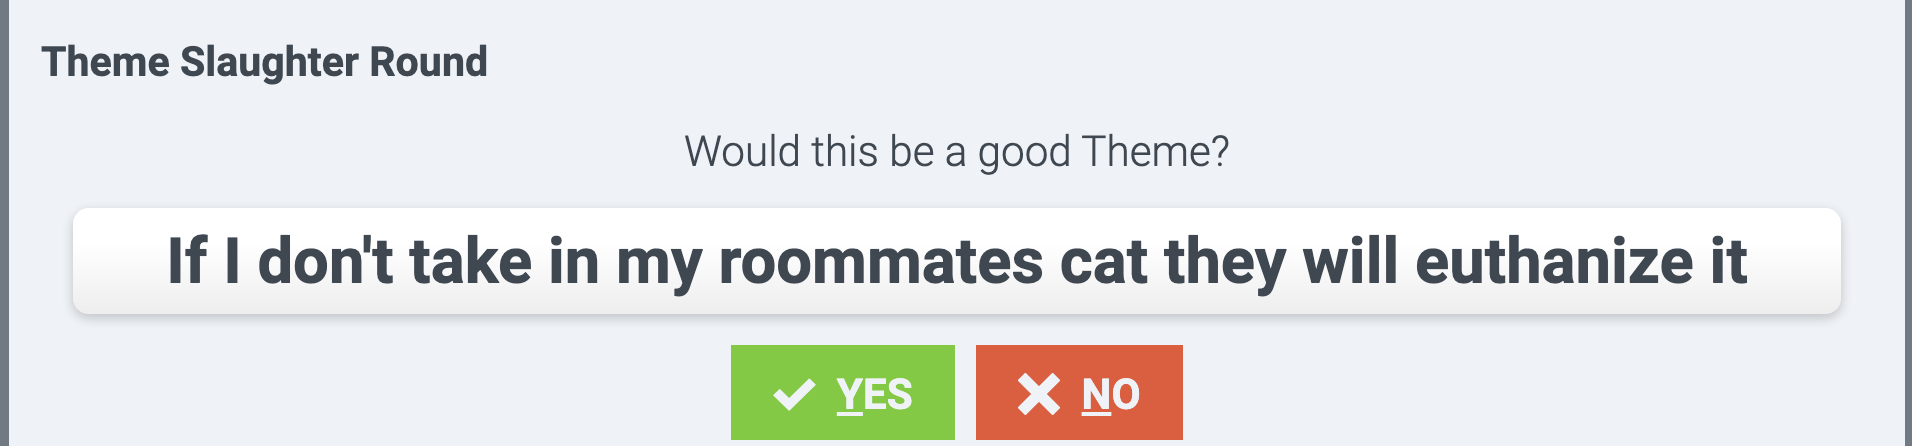 Theme Slaughter Round
Would this be a good Theme?
If I don't take in my roommates cat they will euthanize it
YES NO